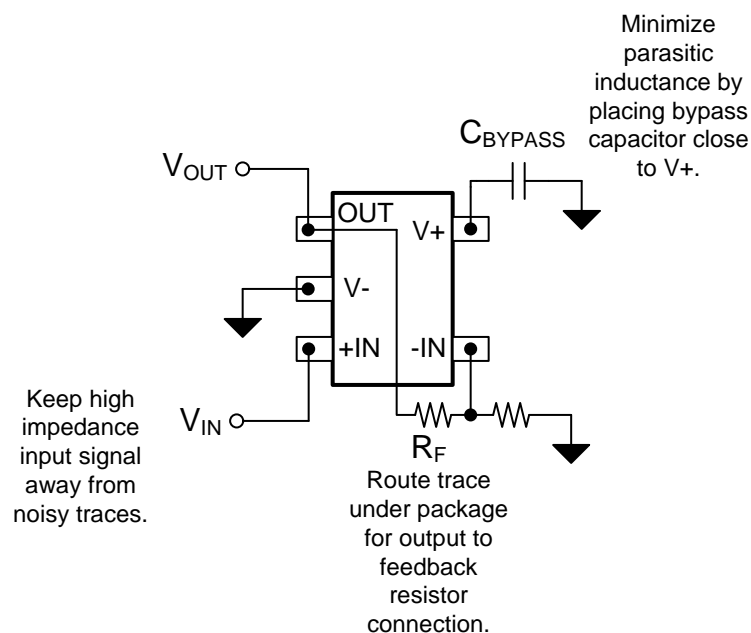 Minimize
parasitic
inductance by
placing bypass
capacitor close
to V+.
CBYPASS
VOUT
OUT
V+
V-
+IN
-IN
Keep high
impedance
input signal
away from
noisy traces.
VIN
RF
Route trace
under package
for output to
feedback
resistor
connection.